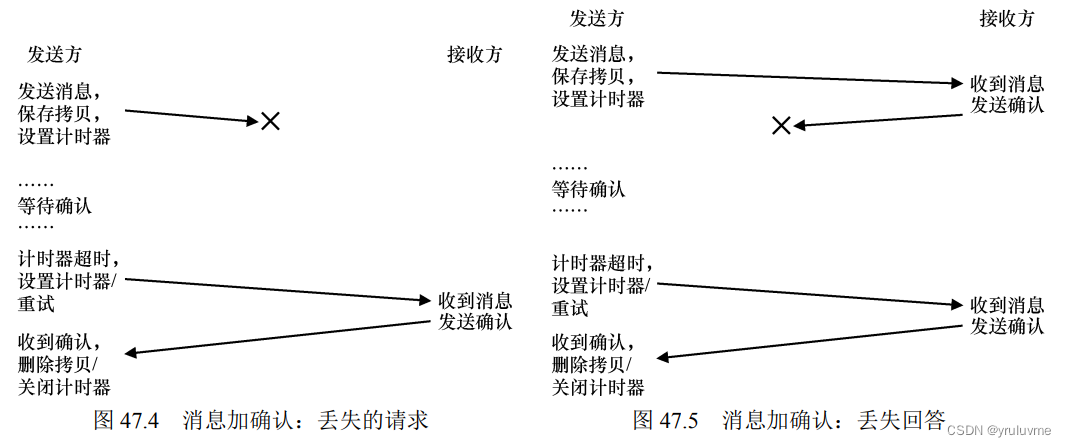 发送方
接收方
发送消息，
保存拷贝，
设置计时器
……
等待确认
……
计时器超时，
设置计时器/
重试
收到消息
发送确认
收到确认，
删除拷贝/
关闭计时器
图 47.4 消息加确认：丢失的请求
发送方
接收方
发送消息，
保存拷贝，
设置计时器
收到消息
发送确认
……
等待确认
……
计时器超时，
设置计时器/
重试
收到消息
发送确认
收到确认，
删除拷贝/
关闭计时器
图 47.5 消息加确认：丢失回答
CSDN @yruluvme